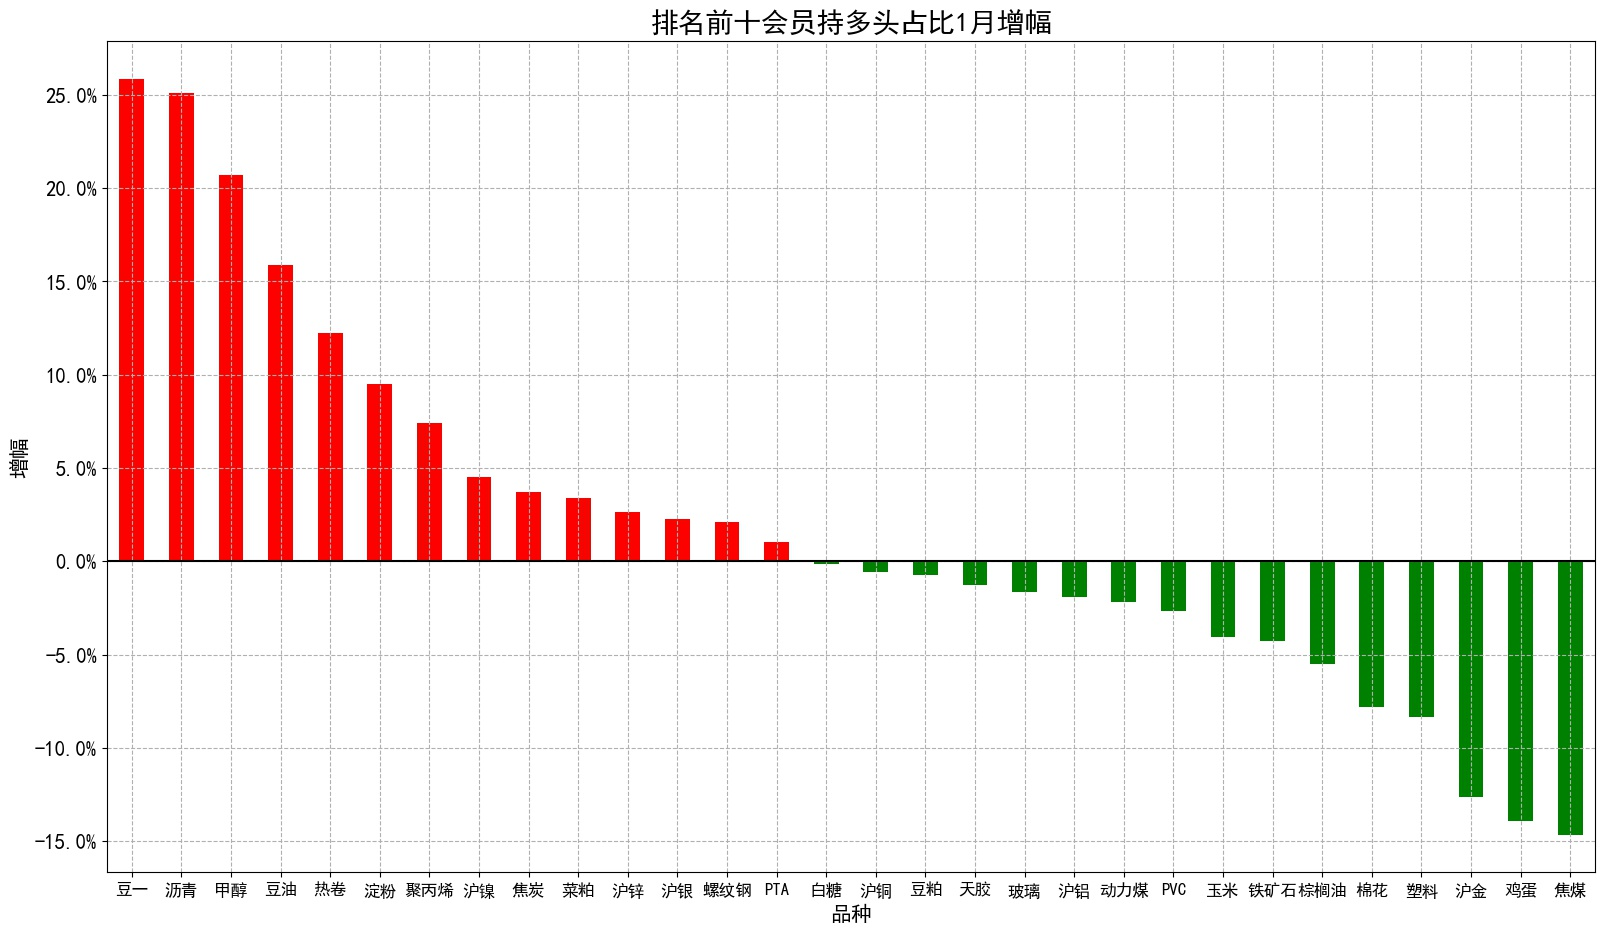 排名前十会员持多头占比1月增幅
增幅
25.0%
20.0%
15.0%
10.0%
5.0%
0.0%
−5.0%
−10.0%
−15.0%
豆一 沥青 甲醇 豆油 热卷 淀粉 聚丙烯 沪镍 焦炭 菜粕 沪锌 沪银 螺纹钢 PTA 白糖 沪铜 豆粕 天胶 玻璃 沪铝 动力煤 PVC 玉米 铁矿石 棕榈油 棉花 塑料 沪金 鸡蛋 焦煤
品种